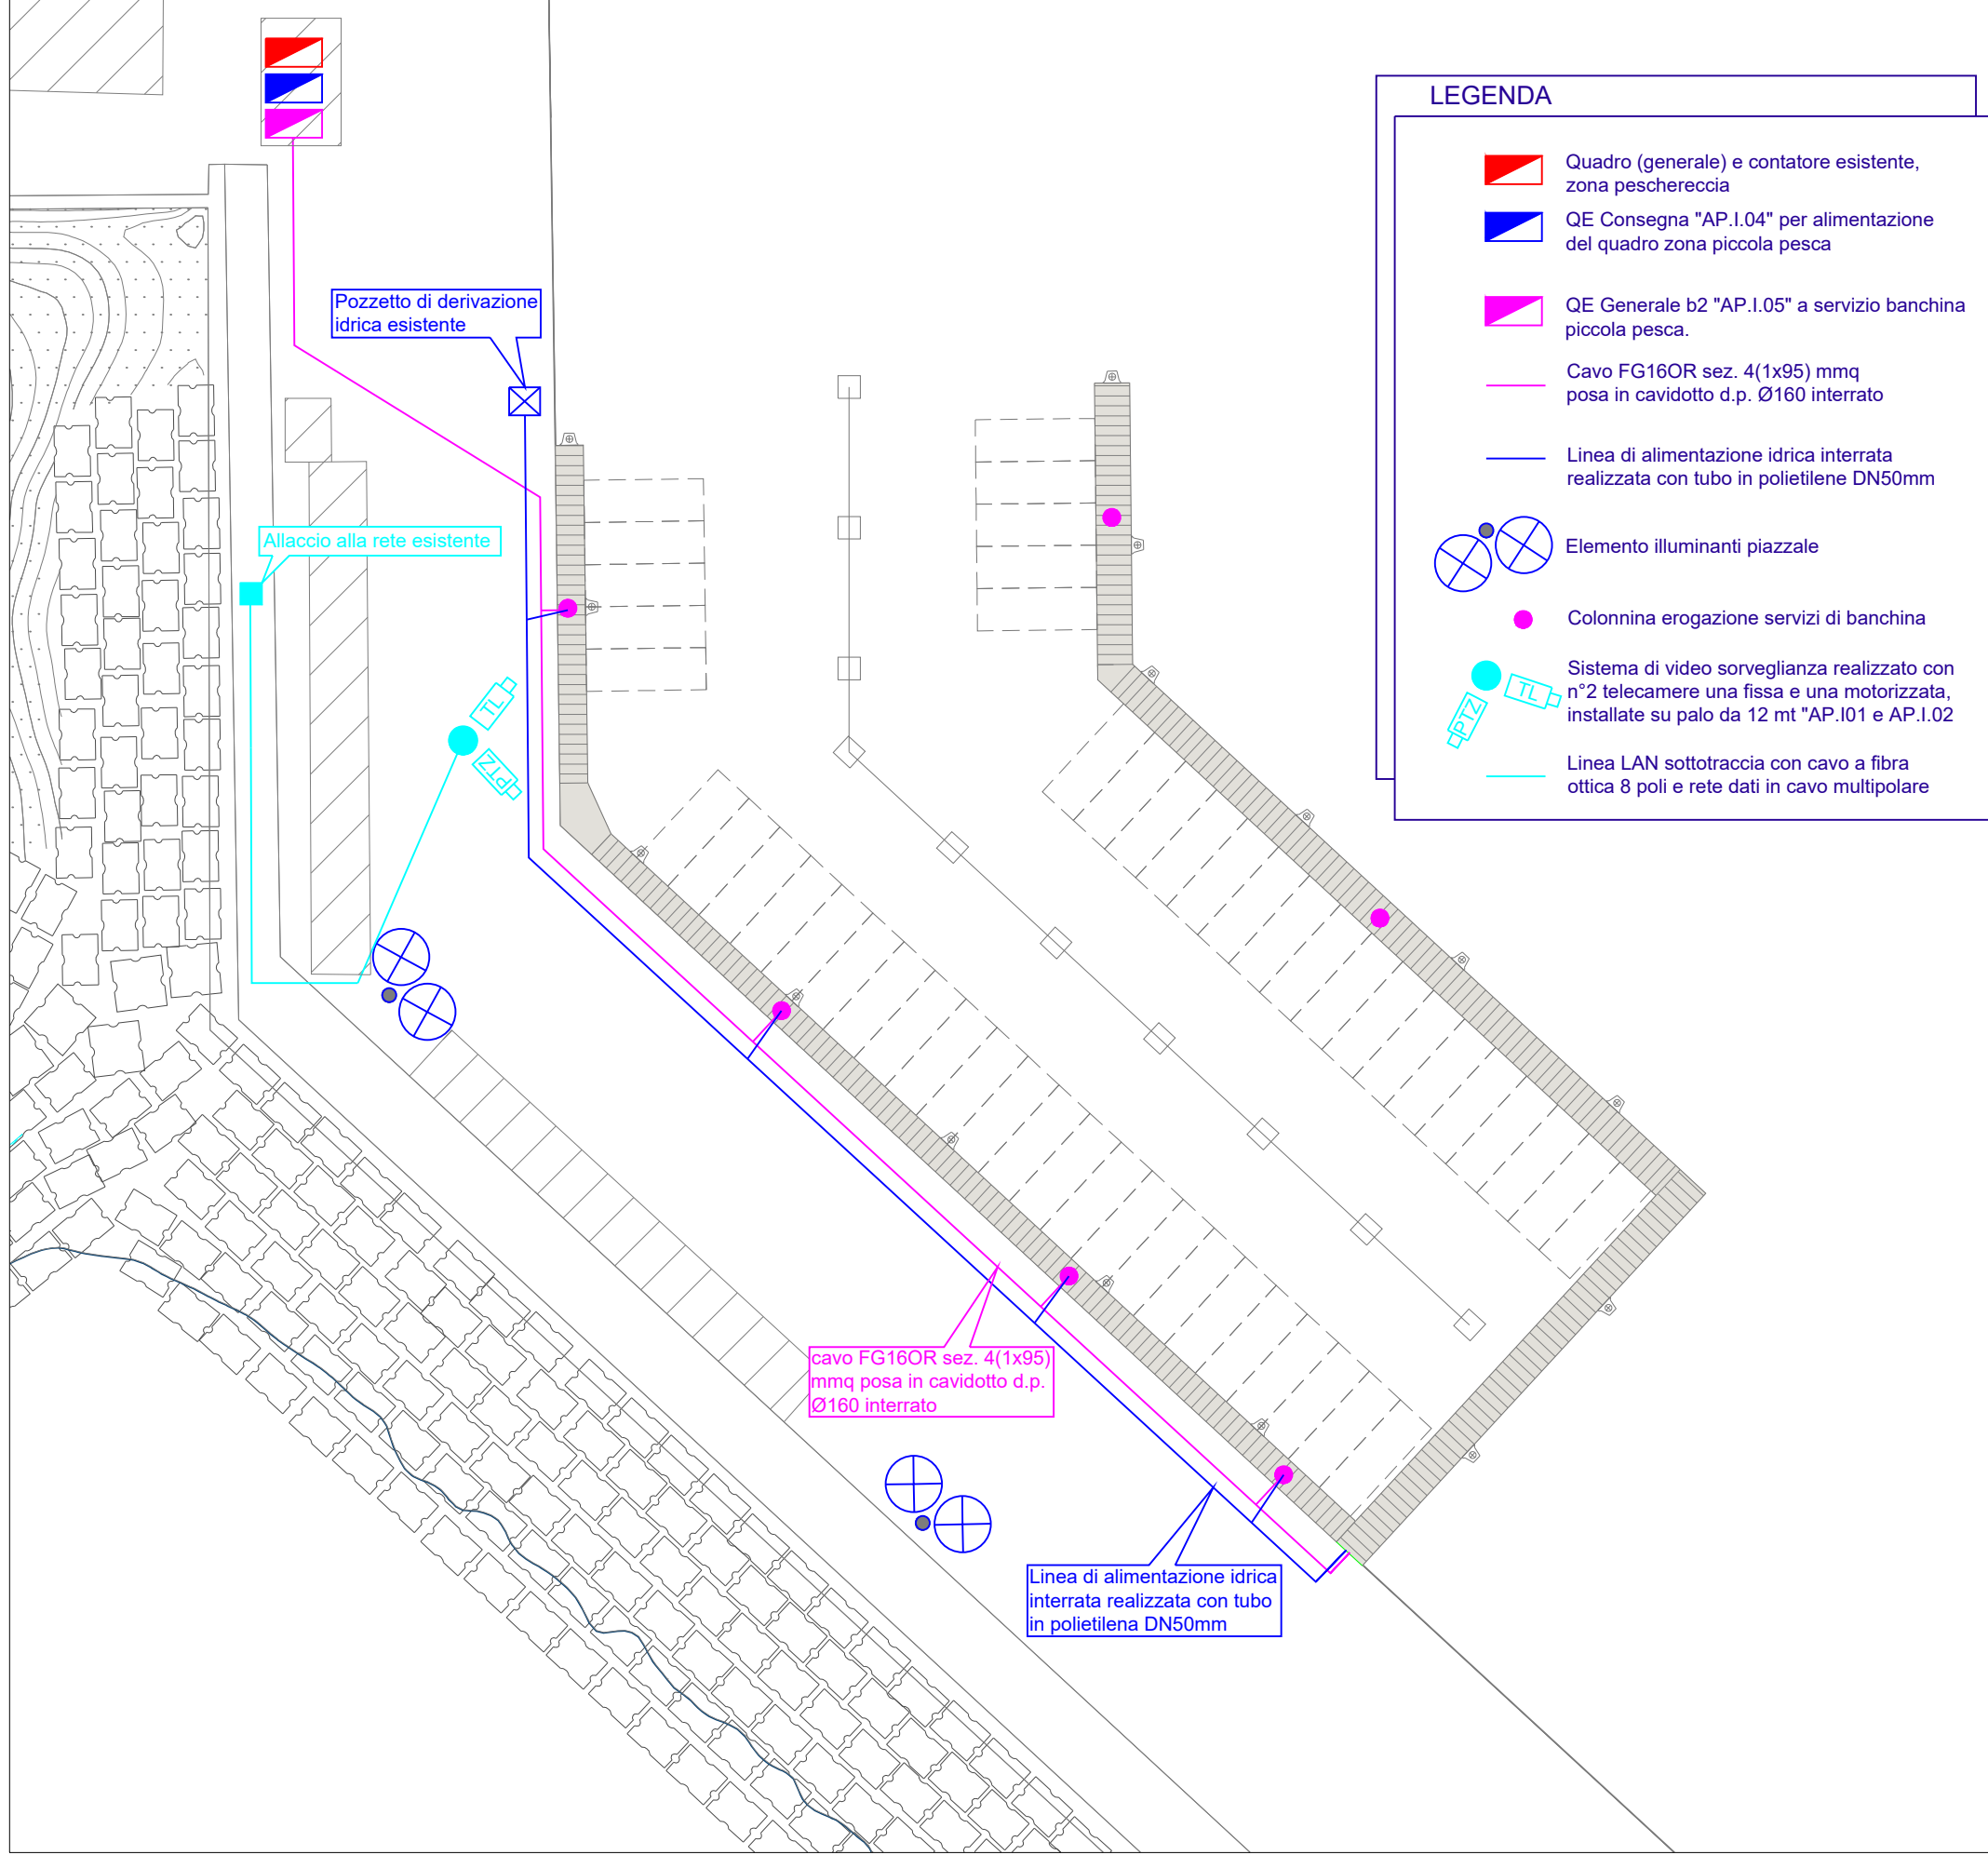 LEGENDA
Quadro (generale) e contatore esistente,
zona peschereccia
QE Consegna "AP.I.04" per alimentazione
del quadro zona piccola pesca
QE Generale b2 "AP.I.05" a servizio banchina
piccola pesca.
Cavo FG16OR sez. 4(1x95) mmq
posa in cavidotto d.p. Ø160 interrato
Linea di alimentazione idrica interrata
realizzata con tubo in polietilene DN50mm
Elemento illuminanti piazzale
Colonnina erogazione servizi di banchina
Sistema di video sorveglianza realizzato con
n°2 telecamere una fissa e una motorizzata,
installate su palo da 12 mt "AP.I01 e AP.I.02
TL
PTZ
Linea LAN sottotraccia con cavo a fibra
ottica 8 poli e rete dati in cavo multipolare
Pozzetto di derivazione
idrica esistente
Allaccio alla rete esistente
TL
PTZ
cavo FG16OR sez. 4(1x95)
mmq posa in cavidotto d.p.
Ø160 interrato
Linea di alimentazione idrica
interrata realizzata con tubo
in polietilena DN50mm